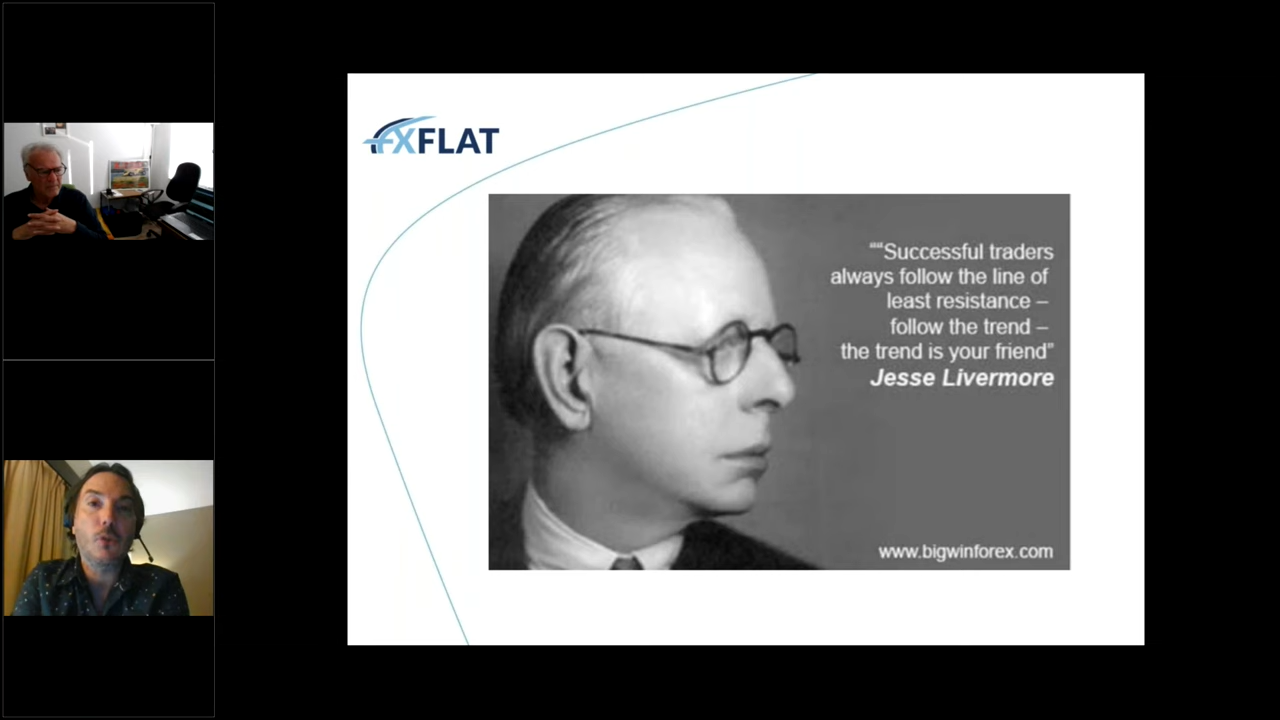 FXFLAT
““Successful traders
always follow the line of
least resistance –
follow the trend –
the trend is your friend”
Jesse Livermore
www.bigwinforex.com